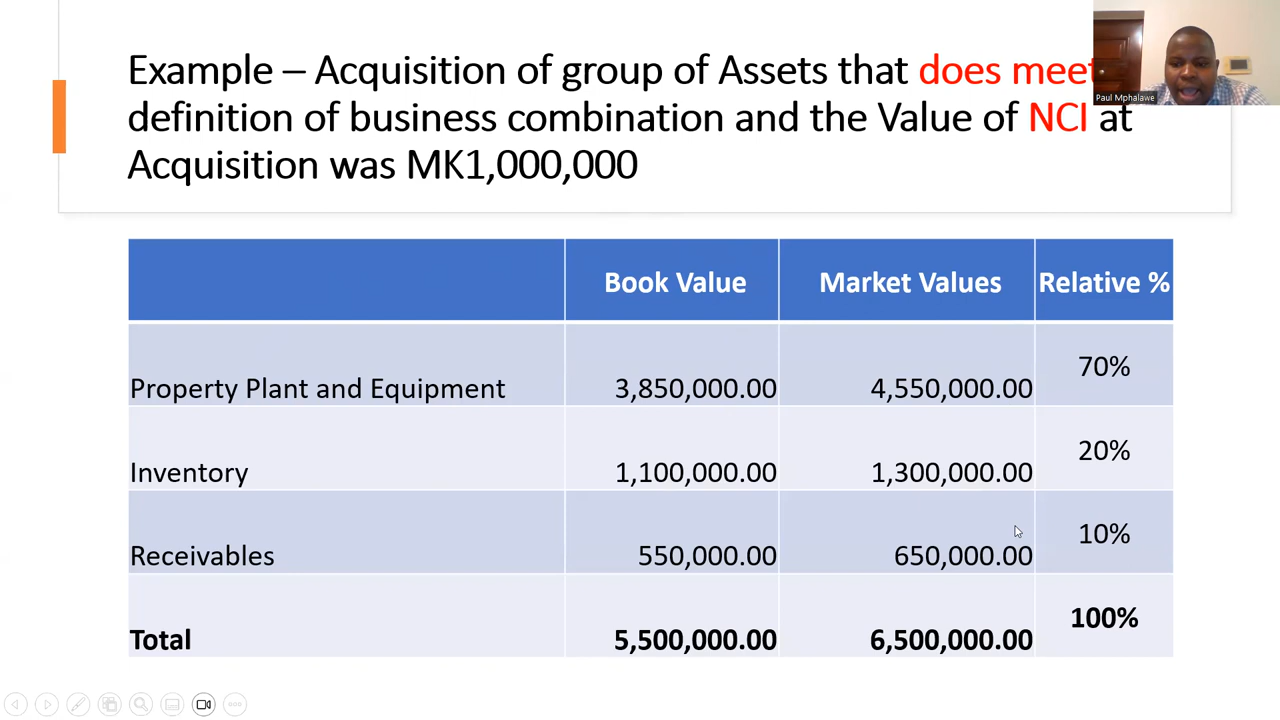 Example – Acquisition of group of Assets that does meet
definition of business combination and the Value of NCI at
Acquisition was MK1,000,000
Paul Mphalawe
Book Value Market Values Relative %
Property Plant and Equipment 3,850,000.00 4,550,000.00 70%
Inventory 1,100,000.00 1,300,000.00 20%
Receivables 550,000.00 650,000.00 10%
Total 5,500,000.00 6,500,000.00 100%